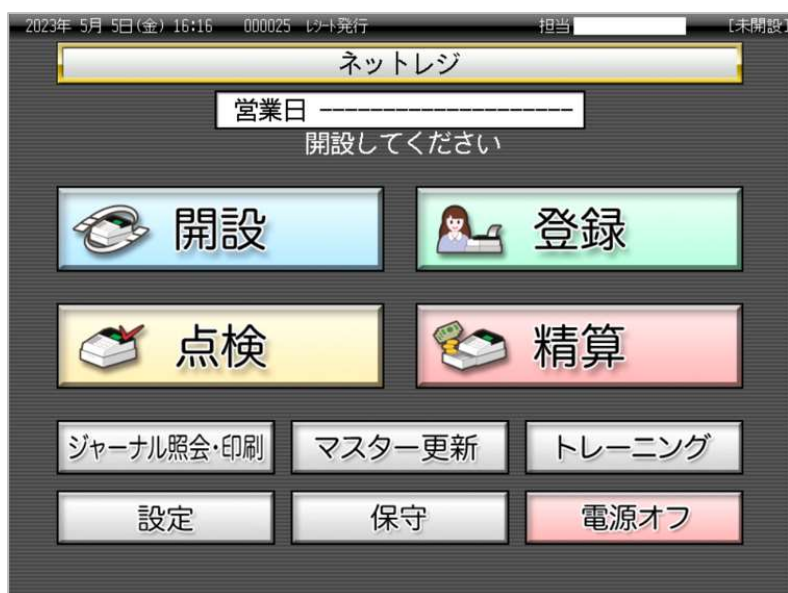 2023年 5月 5日(金) 16:16 000025 ﾚｼｰﾄ発行 担当 [未開設]
ネットレジ
営業日 --------------------
開設してください
開設 登録
点検 精算
ジャーナル照会・印刷 マスター更新 トレーニング
設定 保守 電源オフ